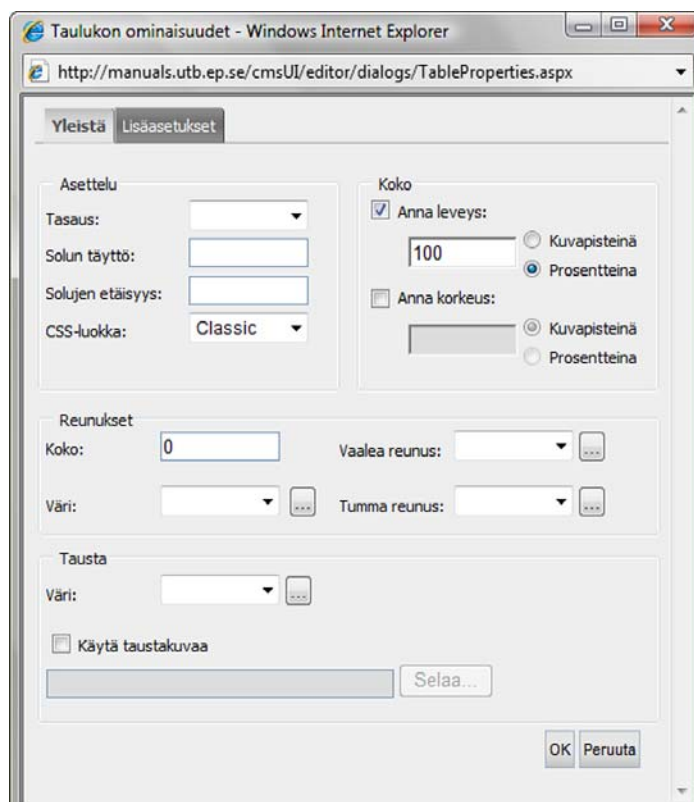 Taulukon ominaisuudet - Windows Internet Explorer
http://manuals.utb.ep.se/cmsUI/editor/dialogs/TableProperties.aspx
Yleistä Lisäasetukset
Asettelu
Tasaus:
Solun täyttö:
Solujen etäisyys:
CSS-luokka: Classic
Koko
Anna leveys:
100
Kuvapisteinä
Prosentteina
Anna korkeus:
Kuvapisteinä
Prosentteina
Reunukset
Koko: 0
Vaalea reunus: ...
Väri: ...
Tumma reunus: ...
Tausta
Väri: ...
Käytä taustakuvaa
Selaa...
OK Peruuta